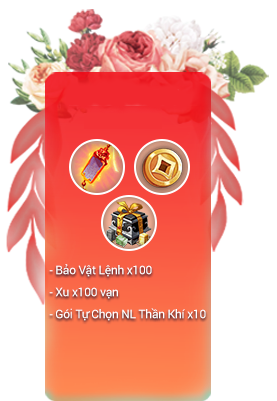 - Bảo Vật Lệnh x100
- Xu x100 vạn
- Gói Tự Chọn NL Thần Khí x10